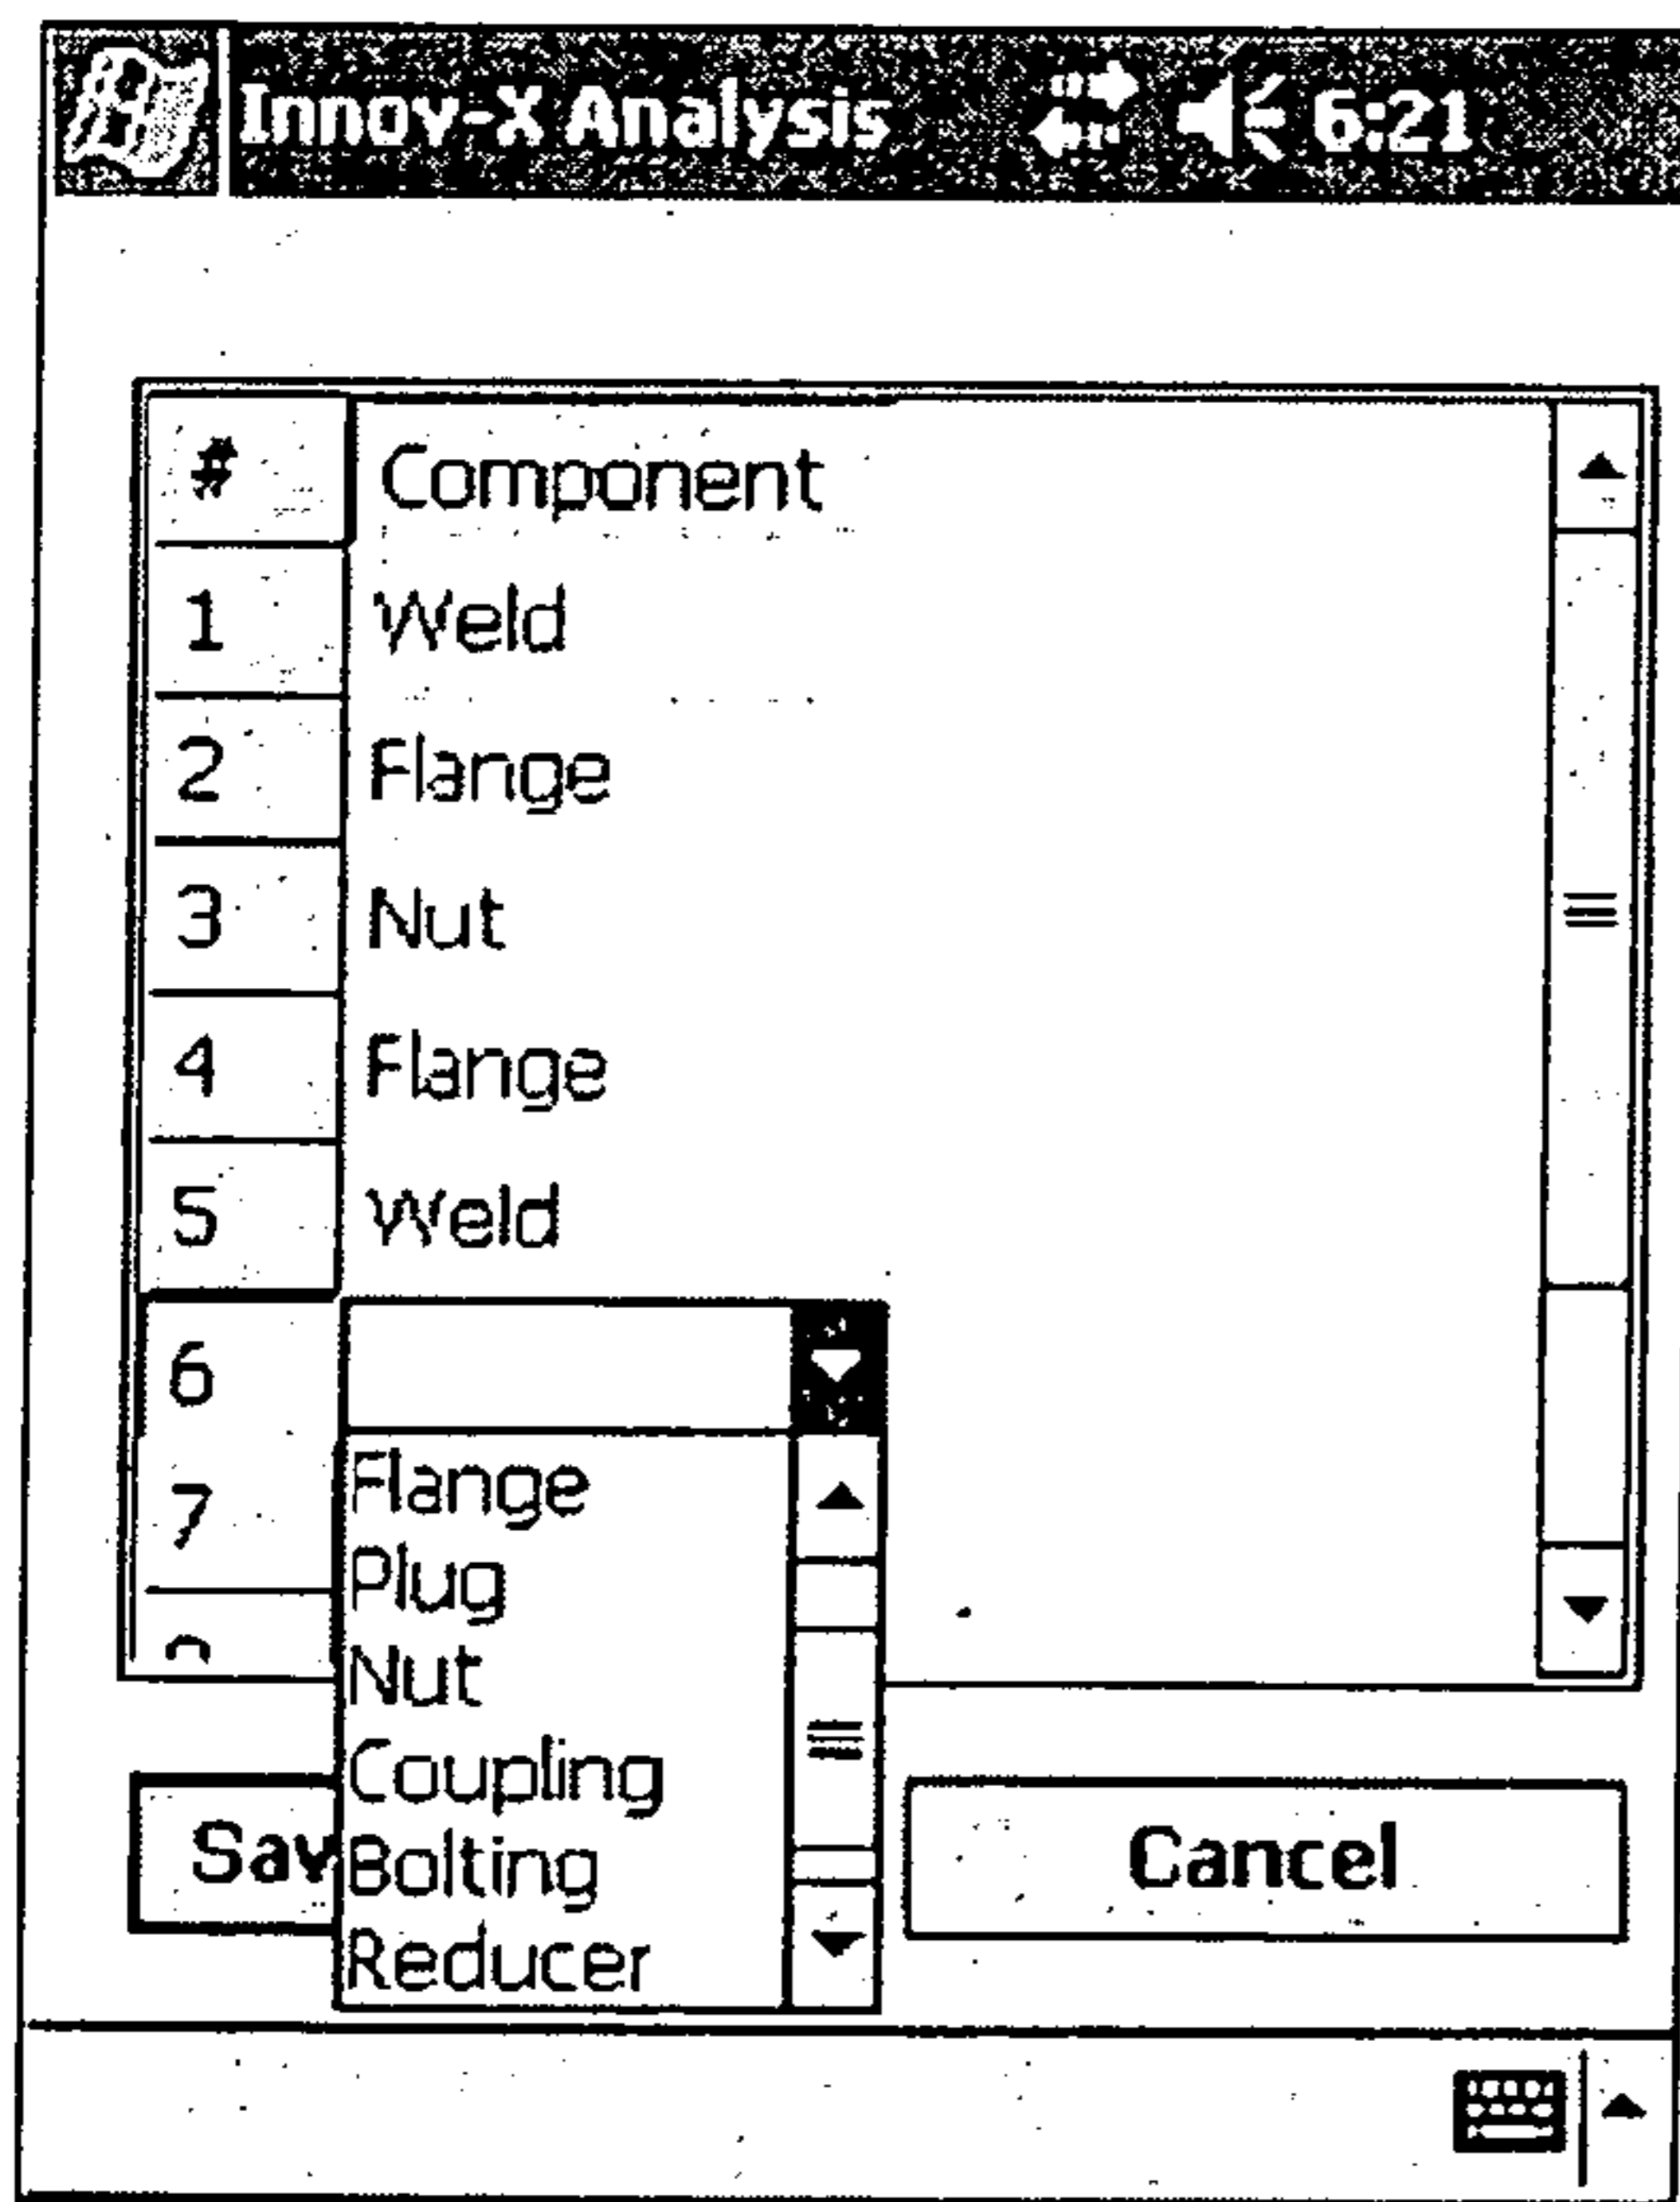 Innov-X Analysis 6:21
# Component
1 Weld
2 Flange
3 Nut
4 Flange
5 Weld
6
7
Flange
Plug
Nut
Coupling
Bolting
Reducer
Sav
Cancel